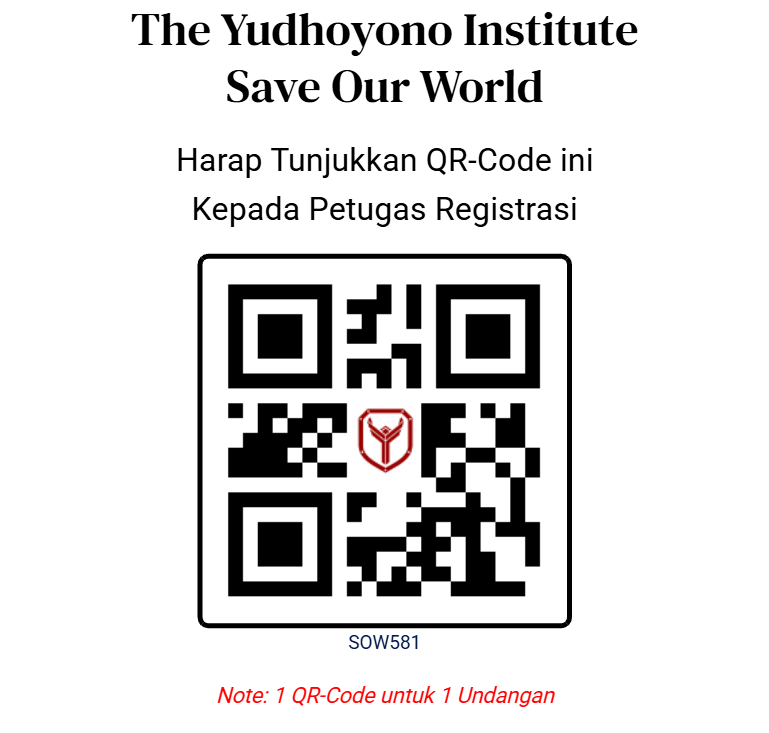 The Yudhoyono Institute
Save Our World
Harap Tunjukkan QR-Code ini
Kepada Petugas Registrasi
SOW581
Note: 1 QR-Code untuk 1 Undangan